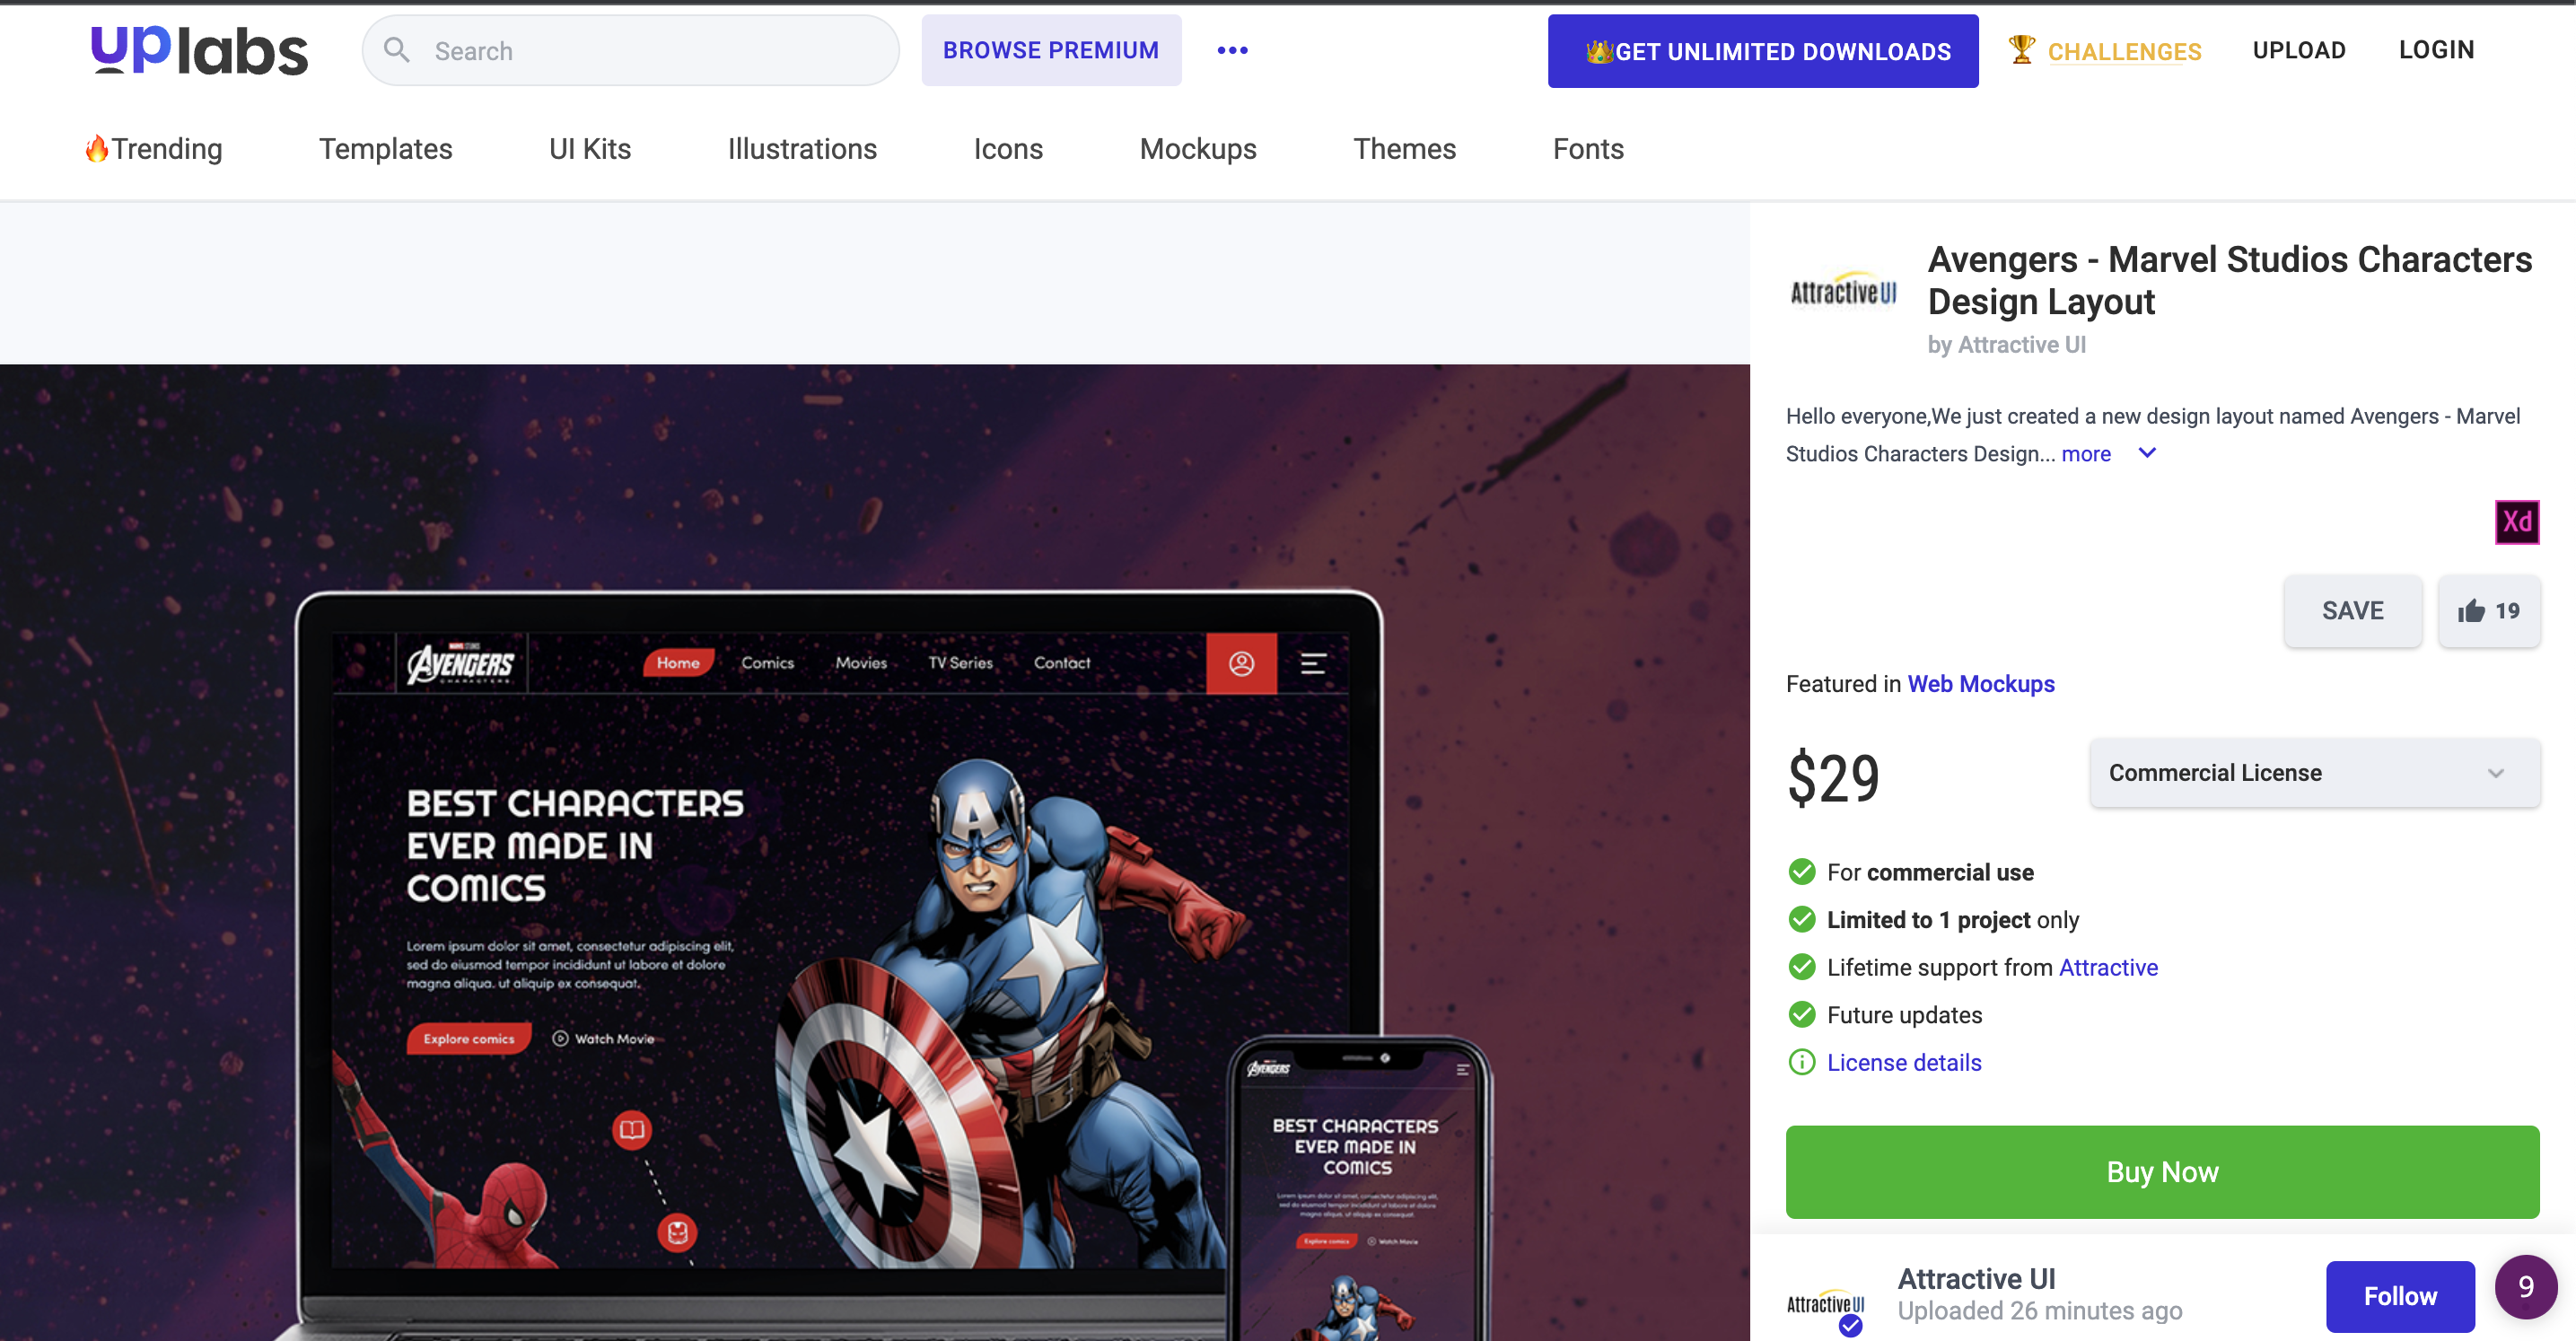 uplabs
Search
BROWSE PREMIUM
GET UNLIMITED DOWNLOADS
CHALLENGES
UPLOAD
LOGIN
Trending
Templates
UI Kits
Illustrations
Icons
Mockups
Themes
Fonts
Attractive UI
Avengers - Marvel Studios Characters
Design Layout
by Attractive UI
Hello everyone,We just created a new design layout named Avengers - Marvel
Studios Characters Design... more
Xd
SAVE
19
Featured in Web Mockups
$29
Commercial License
For commercial use
Limited to 1 project only
Lifetime support from Attractive
Future updates
License details
Buy Now
Attractive UI
Attractive UI
Uploaded 26 minutes ago
Follow
9
MARVEL STUDIOS
AVENGERS
CHARACTERS
Home
Comics
Movies
TV Series
Contact
BEST CHARACTERS
EVER MADE IN
COMICS
Lorem ipsum dolor sit amet, consectetur adipiscing elit,
sed do eiusmod tempor incididunt ut labore et dolore
magna aliqua. ut aliquip ex consequat.
Explore comics
Watch Movie
AVENGERS
BEST CHARACTERS
EVER MADE IN
COMICS
Lorem ipsum dolor sit amet, consectetur adipiscing elit,
sed do eiusmod tempor incididunt ut labore et dolore
magna aliqua. ut aliquip ex consequat.
Explore comics
Watch Movie